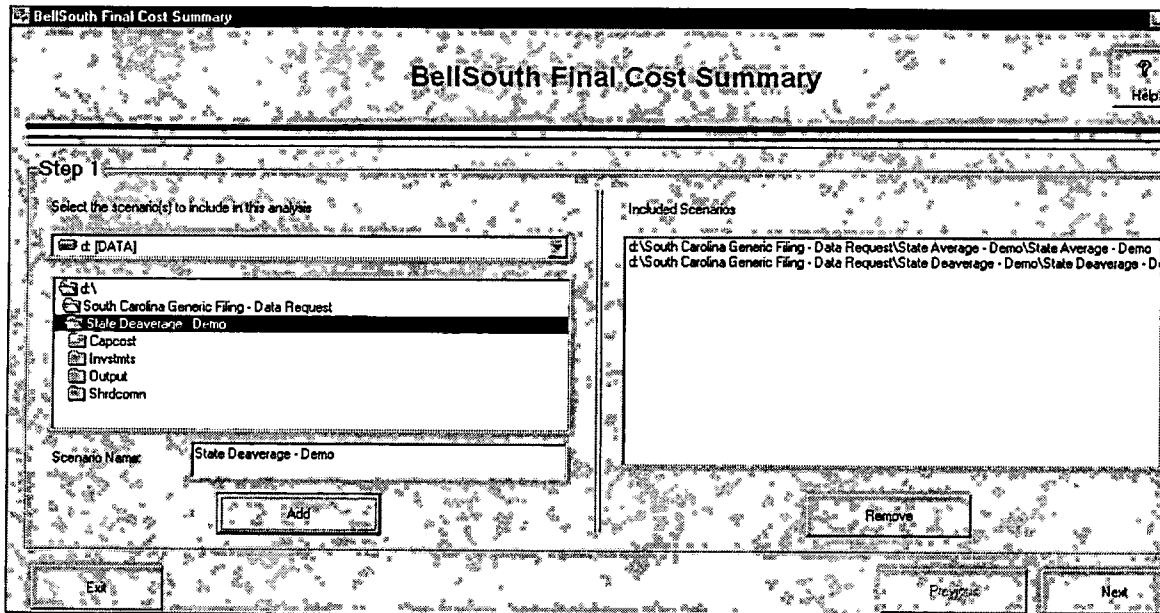 BellSouth Final Cost Summary
BellSouth Final Cost Summary
?
Help
Step 1
Select the scenario(s) to include in this analysis
d: [DATA]
d:\
South Carolina Generic Filing - Data Request
State Deaverage - Demo
Capcost
Invstmts
Output
Shrdcomn
Scenario Name:
State Deaverage - Demo
Add
Included Scenarios
d:\South Carolina Generic Filing - Data Request\State Average - Demo\State Average - Demo
d:\South Carolina Generic Filing - Data Request\State Deaverage - Demo\State Deaverage - D
Remove
Exit
Previous
Next